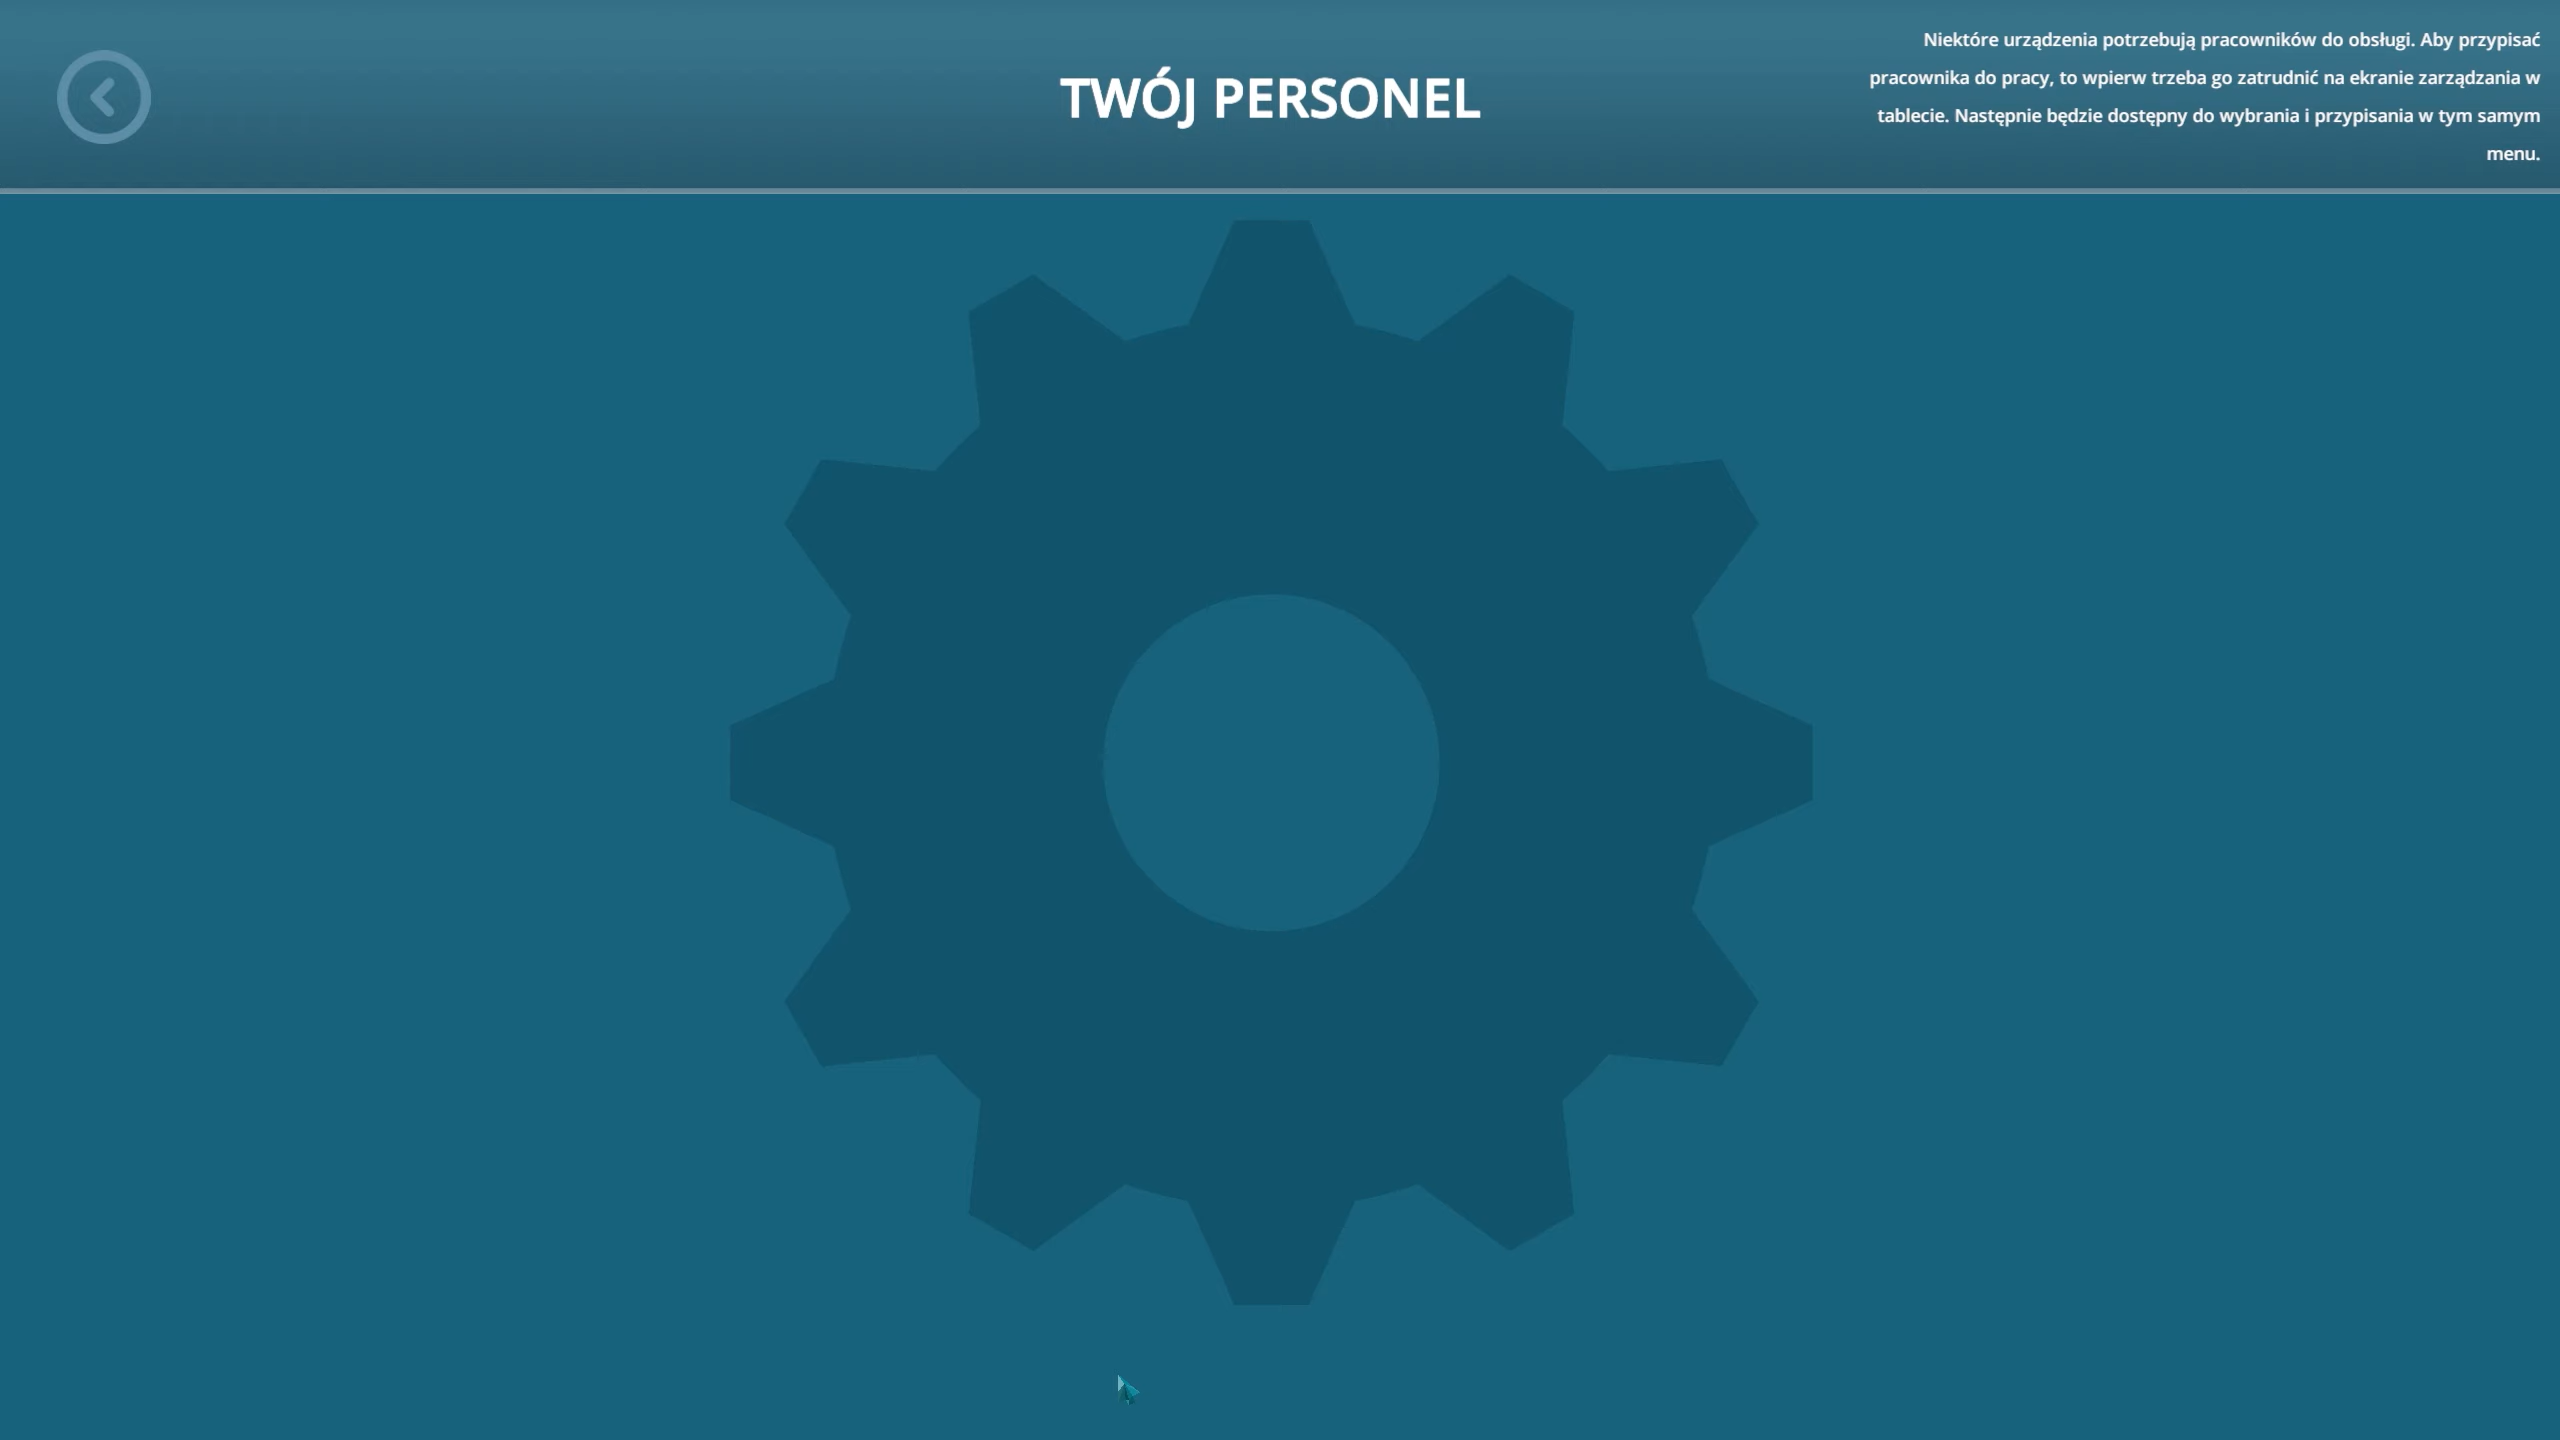 TWÓJ PERSONEL
Niektóre urządzenia potrzebują pracowników do obsługi. Aby przypisać
pracownika do pracy, to wpierw trzeba go zatrudnić na ekranie zarządzania w
tablecie. Następnie będzie dostępny do wybrania i przypisania w tym samym
menu.